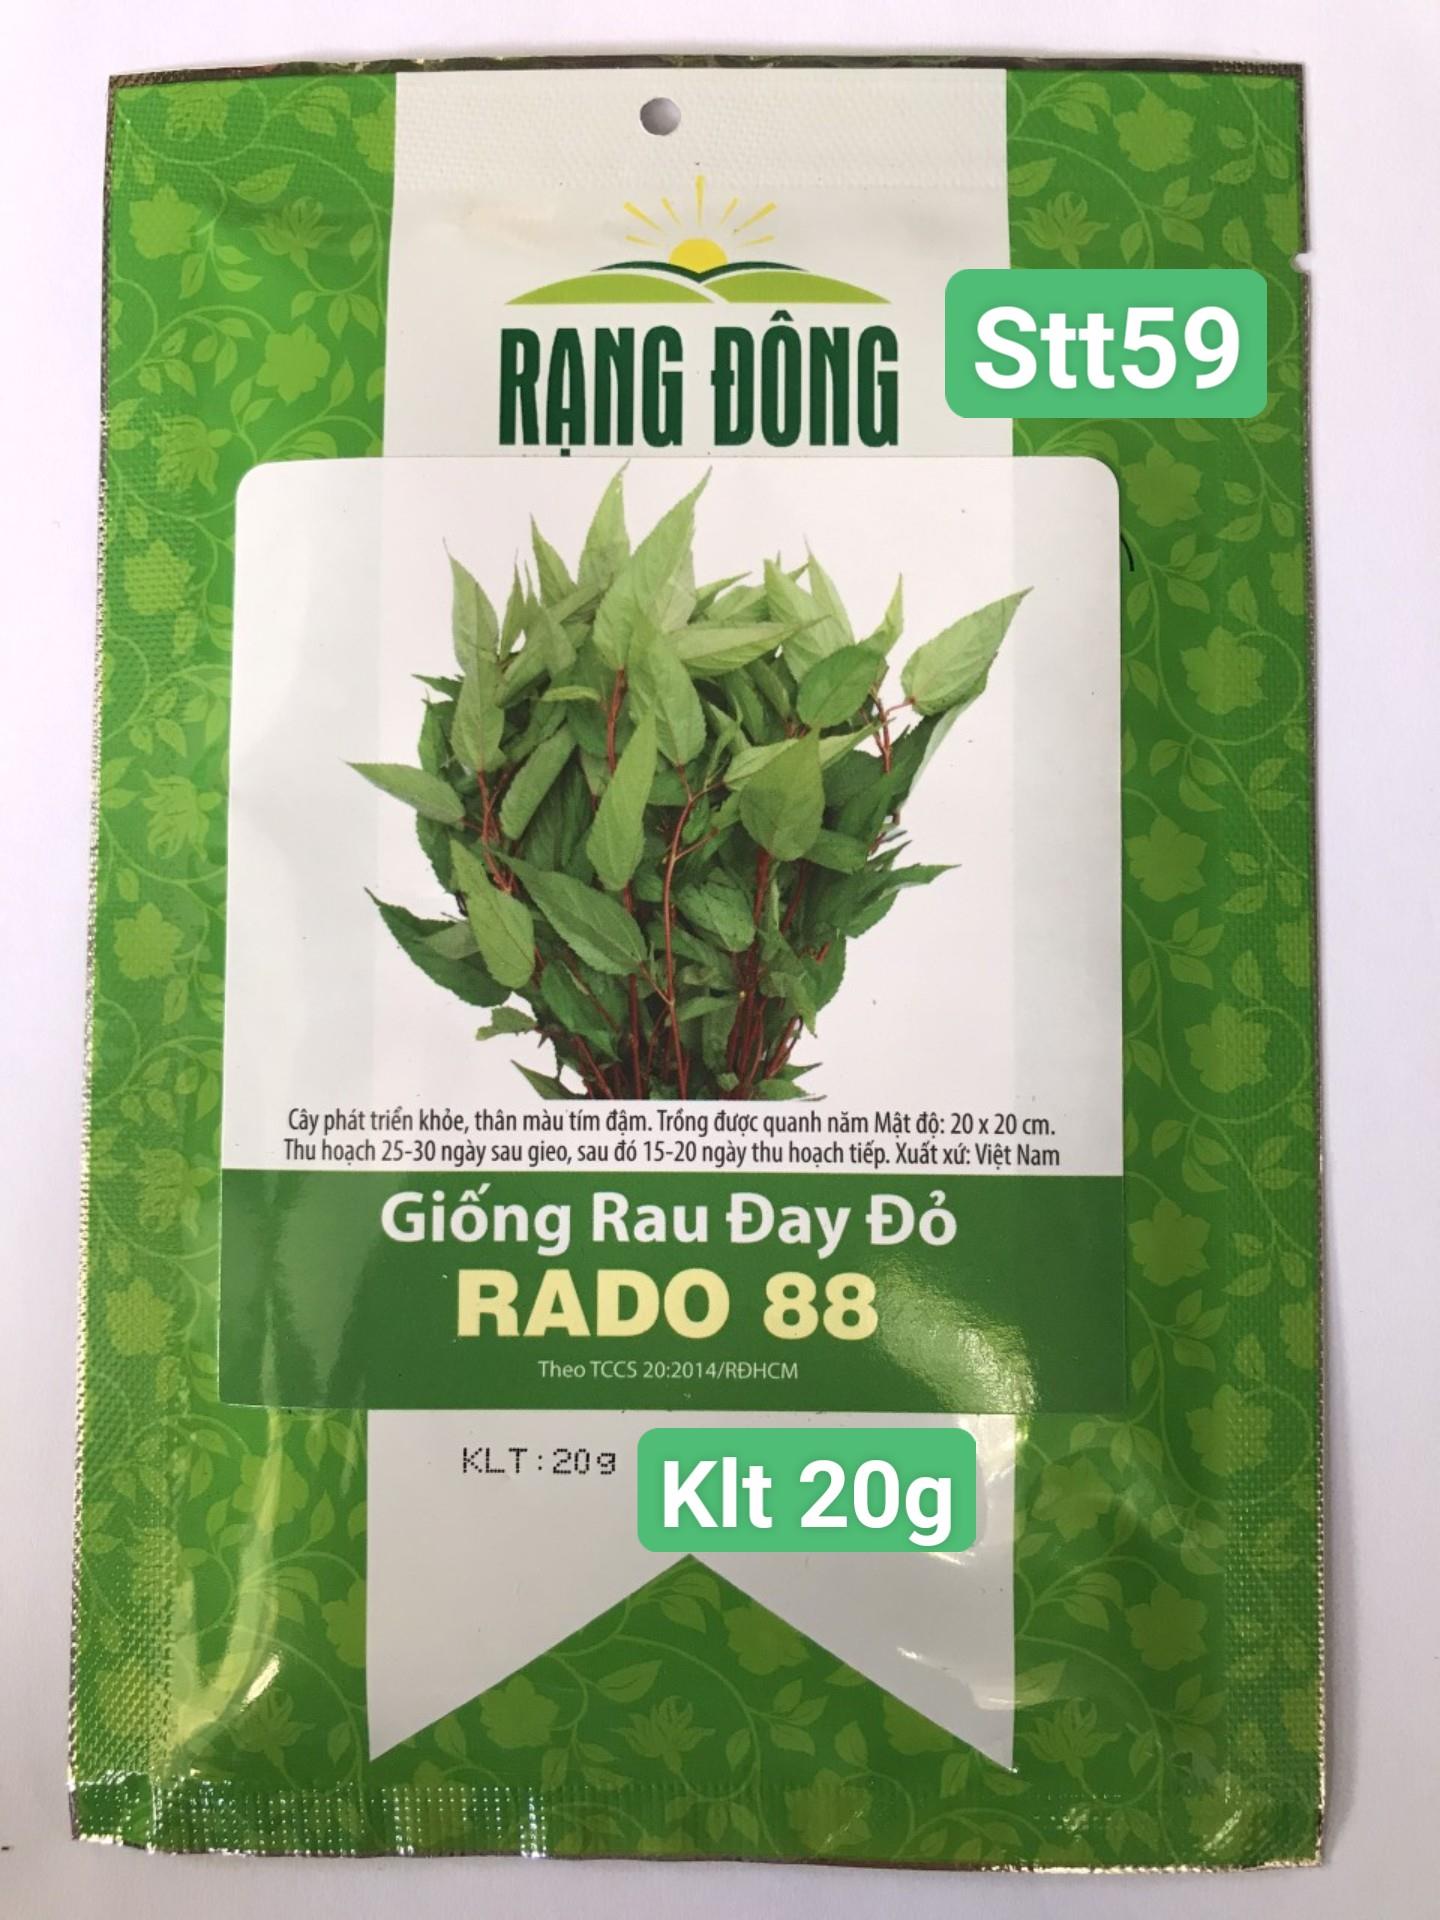 RẠNG ĐÔNG
Stt59
Cây phát triển khỏe, thân màu tím đậm. Trồng được quanh năm Mật độ: 20 x 20 cm.
Thu hoạch 25-30 ngày sau gieo, sau đó 15-20 ngày thu hoạch tiếp. Xuất xứ: Việt Nam
Giống Rau Đay Đỏ
RADO 88
Theo TCCS 20:2014/RĐHCM
KLT:20g
Klt 20g